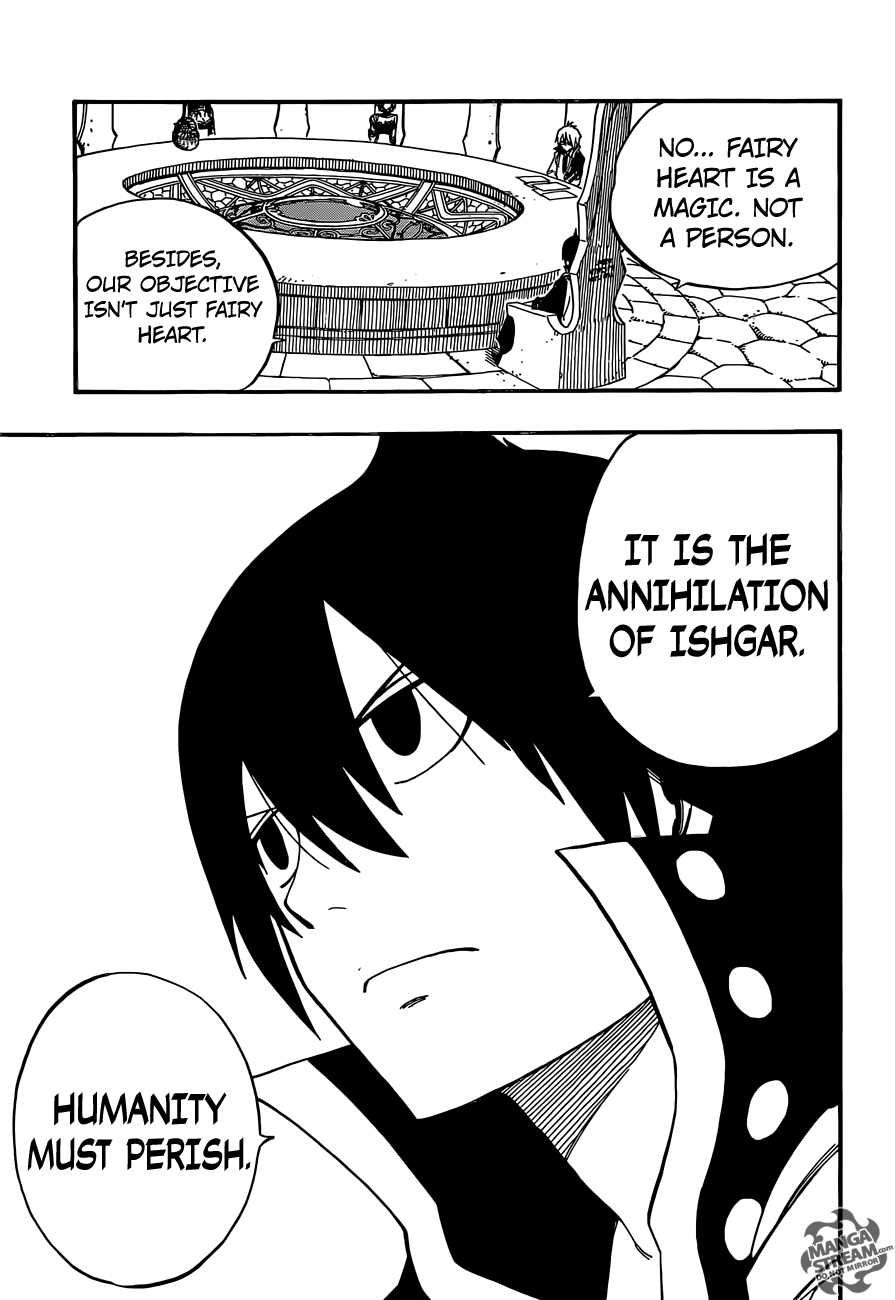 NO... FAIRY
HEART IS A
MAGIC. NOT
A PERSON.
BESIDES,
OUR OBJECTIVE
ISN'T JUST FAIRY
HEART.
IT IS THE
ANNIHILATION
OF ISHGAR.
HUMANITY
MUST PERISH.
MANGA
STREAM.com
DO NOT MIRROR